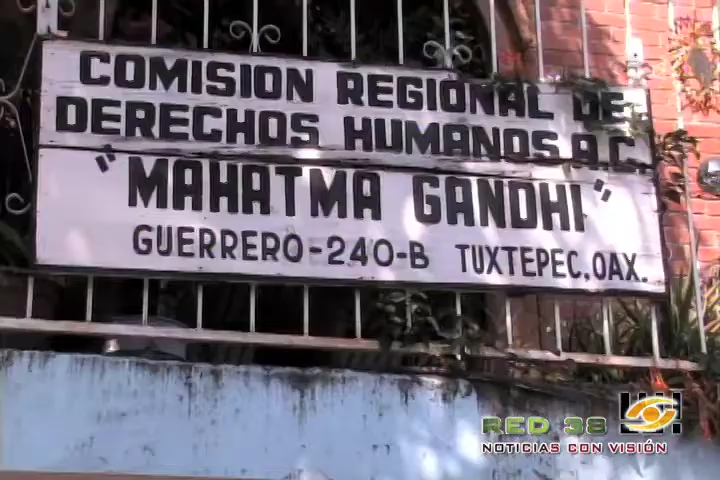 COMISION REGIONAL DE
DERECHOS HUMANOS A.C.,
"MAHATMA GANDHI"
GUERRERO-240-B TUXTEPEC, OAX.
RED 38
NOTICIAS CON VISIÓN